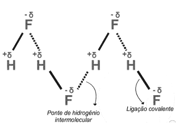 -δ
F
-δ
F
+δ
H
+δ
H
+δ
H
+δ
H
F
-δ
F
-δ
Ponte de hidrogênio
intermolecular
Ligação covalente